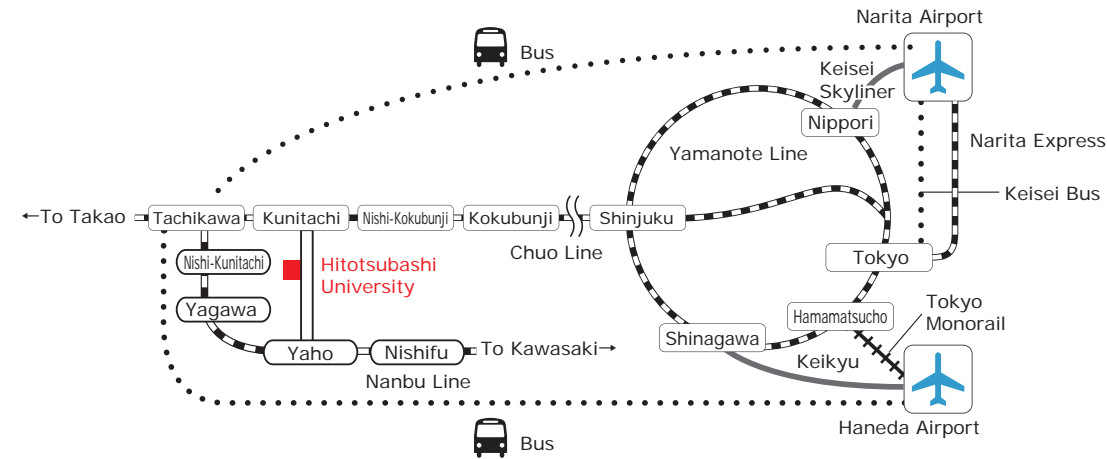 Narita Airport
Bus
Keisei
Skyliner
Nippori
Narita Express
Yamanote Line
Keisei Bus
←To Takao
Tachikawa
Kunitachi
Nishi-Kokubunji
Kokubunji
Shinjuku
Chuo Line
Nishi-Kunitachi
Hitotsubashi
University
Tokyo
Yagawa
Hamamatsucho
Tokyo
Monorail
Shinagawa
Yaho
Nishifu
To Kawasaki→
Keikyu
Nanbu Line
Haneda Airport
Bus